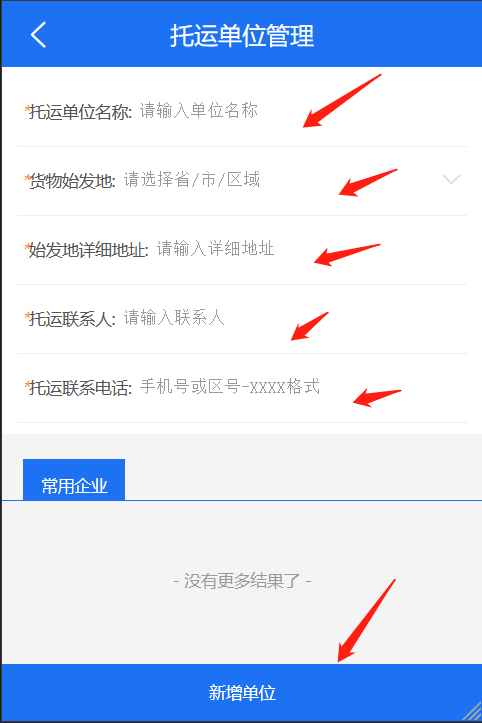 托运单位管理
*托运单位名称: 请输入单位名称
*货物始发地: 请选择省/市/区域
*始发地详细地址: 请输入详细地址
*托运联系人: 请输入联系人
*托运联系电话: 手机号或区号-XXXX格式
常用企业
- 没有更多结果了 -
新增单位